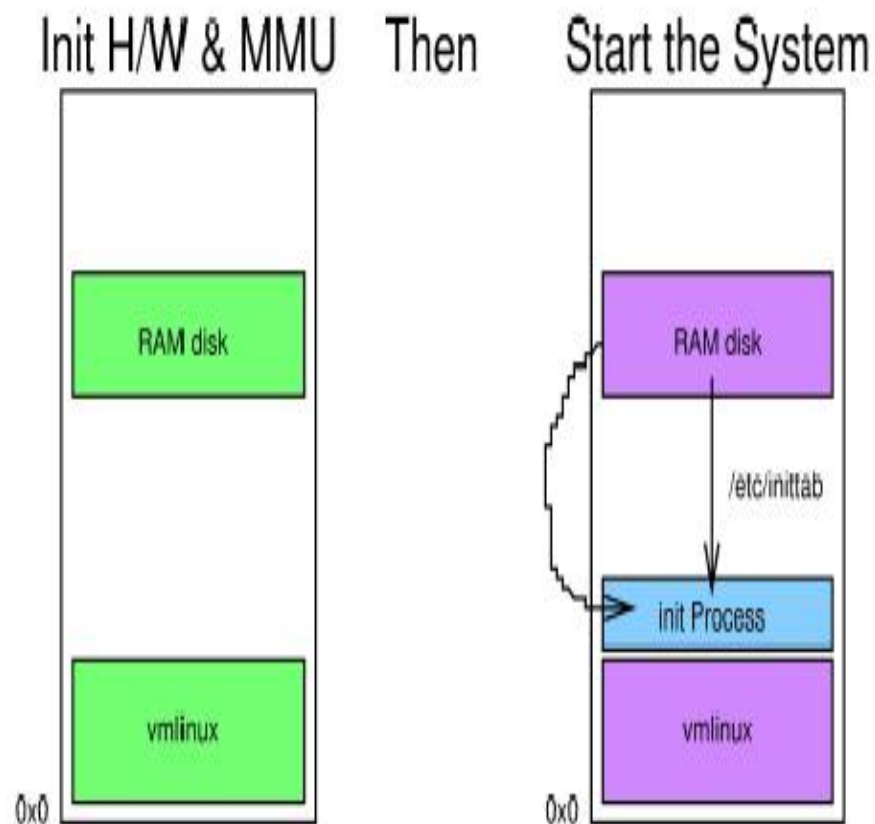 Init H/W & MMU Then Start the System
RAM disk
vmlinux
0x0
RAM disk
/etc/inittab
init Process
vmlinux
0x0